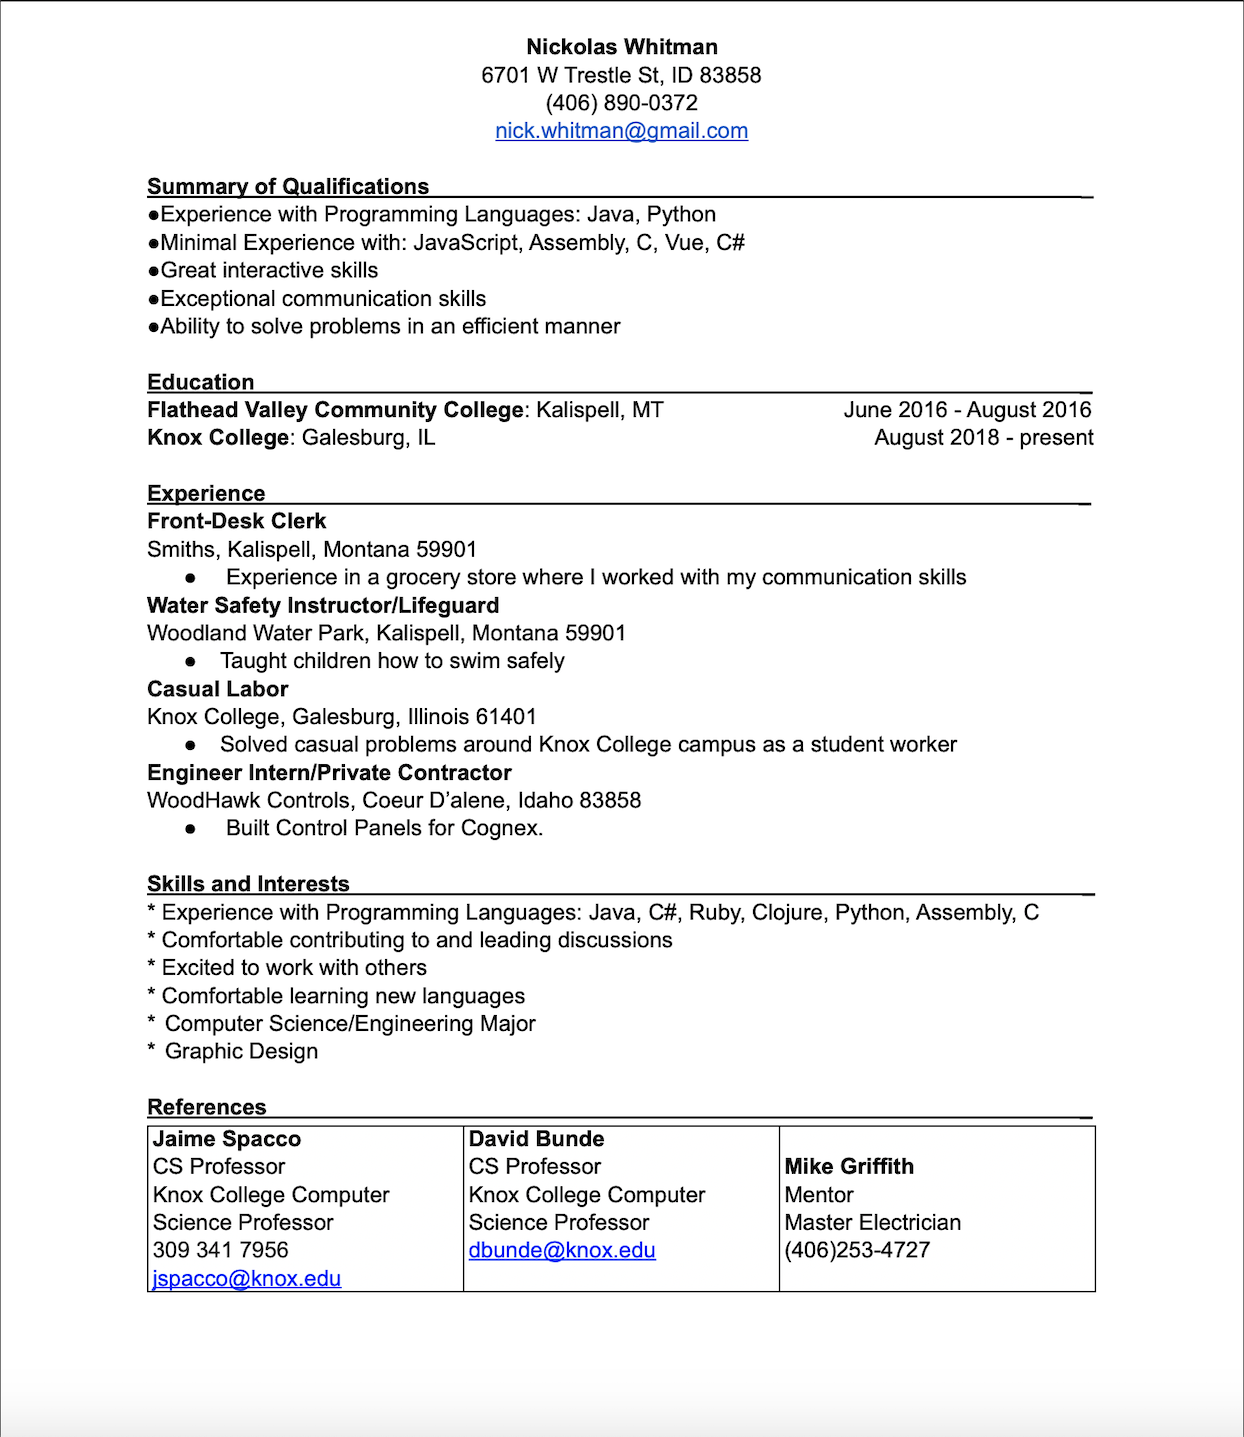 Nickolas Whitman
6701 W Trestle St, ID 83858
(406) 890-0372
nick.whitman@gmail.com
Summary of Qualifications
●Experience with Programming Languages: Java, Python
●Minimal Experience with: JavaScript, Assembly, C, Vue, C#
●Great interactive skills
●Exceptional communication skills
●Ability to solve problems in an efficient manner
Education
Flathead Valley Community College: Kalispell, MT June 2016 - August 2016
Knox College: Galesburg, IL August 2018 - present
Experience
Front-Desk Clerk
Smiths, Kalispell, Montana 59901
● Experience in a grocery store where I worked with my communication skills
Water Safety Instructor/Lifeguard
Woodland Water Park, Kalispell, Montana 59901
● Taught children how to swim safely
Casual Labor
Knox College, Galesburg, Illinois 61401
● Solved casual problems around Knox College campus as a student worker
Engineer Intern/Private Contractor
WoodHawk Controls, Coeur D’alene, Idaho 83858
● Built Control Panels for Cognex.
Skills and Interests
* Experience with Programming Languages: Java, C#, Ruby, Clojure, Python, Assembly, C
* Comfortable contributing to and leading discussions
* Excited to work with others
* Comfortable learning new languages
* Computer Science/Engineering Major
* Graphic Design
References
Jaime Spacco
CS Professor
Knox College Computer
Science Professor
309 341 7956
jspacco@knox.edu
David Bunde
CS Professor
Knox College Computer
Science Professor
dbunde@knox.edu
Mike Griffith
Mentor
Master Electrician
(406)253-4727